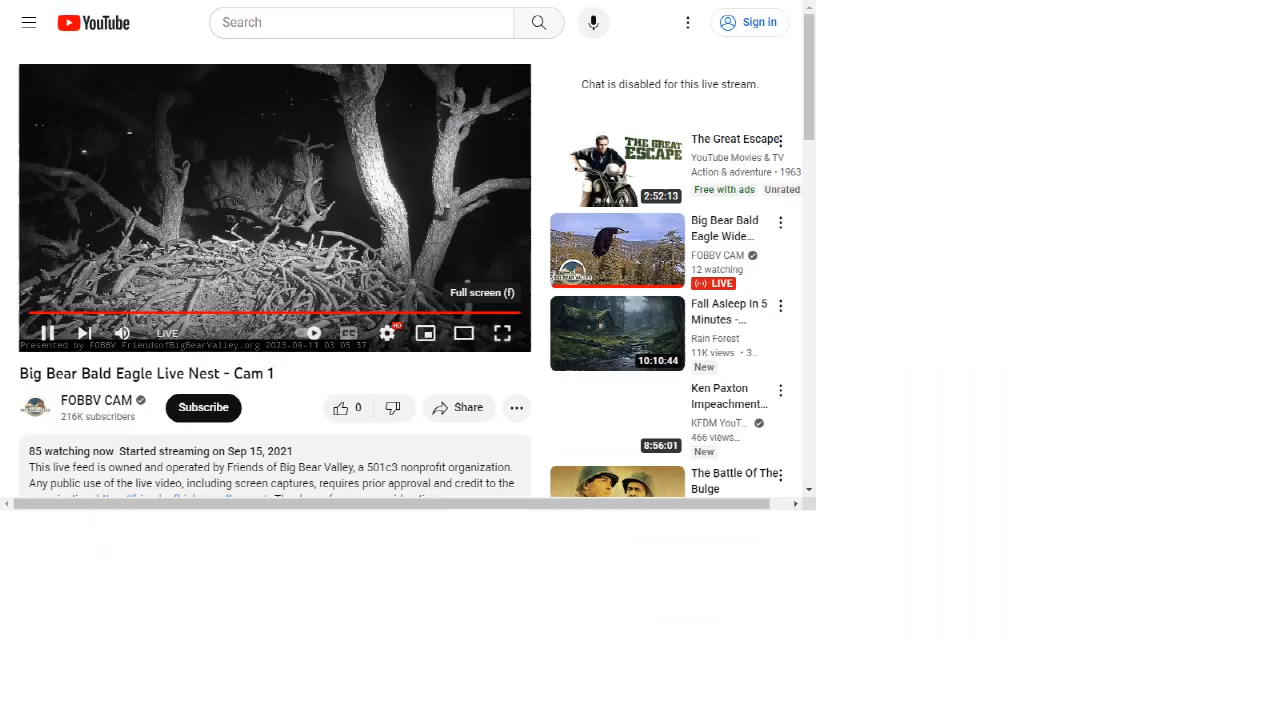 YouTube
Search
Sign in
Full screen (f)
LIVE
CC
HD
Presented by FOBBV FriendsofBigBearValley.org 2023-09-11 03 05 37
Big Bear Bald Eagle Live Nest - Cam 1
FOBBV CAM
216K subscribers
Subscribe
0
Share
85 watching now Started streaming on Sep 15, 2021
This live feed is owned and operated by Friends of Big Bear Valley, a 501c3 nonprofit organization.
Any public use of the live video, including screen captures, requires prior approval and credit to the
Chat is disabled for this live stream.
THE GREAT
ESCAPE
2:52:13
The Great Escape
YouTube Movies & TV
Action & adventure • 1963
Free with ads Unrated
BIG BEAR VALLEY
Big Bear Bald
Eagle Wide...
FOBBV CAM
12 watching
LIVE
10:10:44
Fall Asleep In 5
Minutes -...
Rain Forest
11K views • 3...
New
8:56:01
Ken Paxton
Impeachment...
KFDM YouT...
466 views...
New
The Battle Of The
Bulge